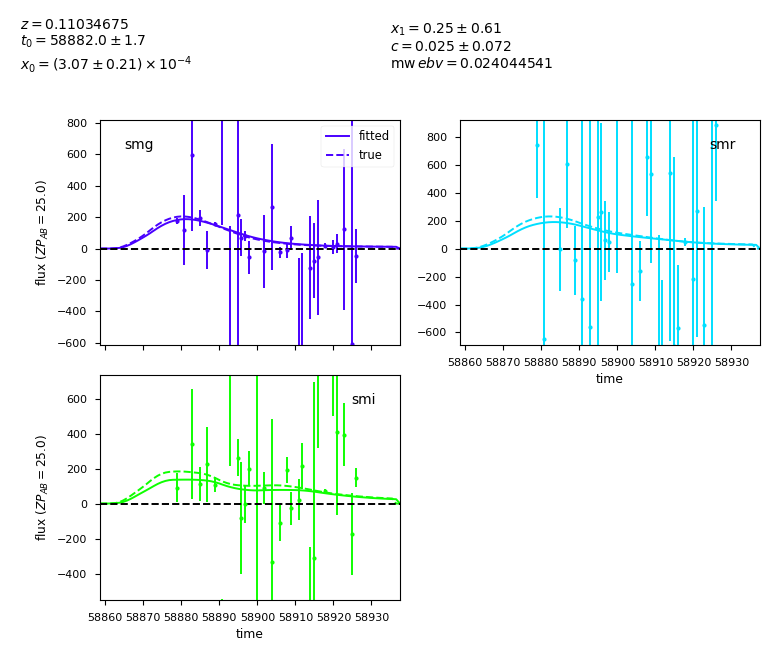 z = 0.11034675
t₀ = 58882.0 ± 1.7
x₀ = (3.07 ± 0.21) × 10⁻⁴
x₁ = 0.25 ± 0.61
c = 0.025 ± 0.072
mw ebv = 0.024044541
smg
fitted
true
800
600
400
200
0
−200
−400
−600
flux (ZP_AB = 25.0)
smr
800
600
400
200
0
−200
−400
−600
58860 58870 58880 58890 58900 58910 58920 58930
time
smi
600
400
200
0
−200
−400
flux (ZP_AB = 25.0)
58860 58870 58880 58890 58900 58910 58920 58930
time